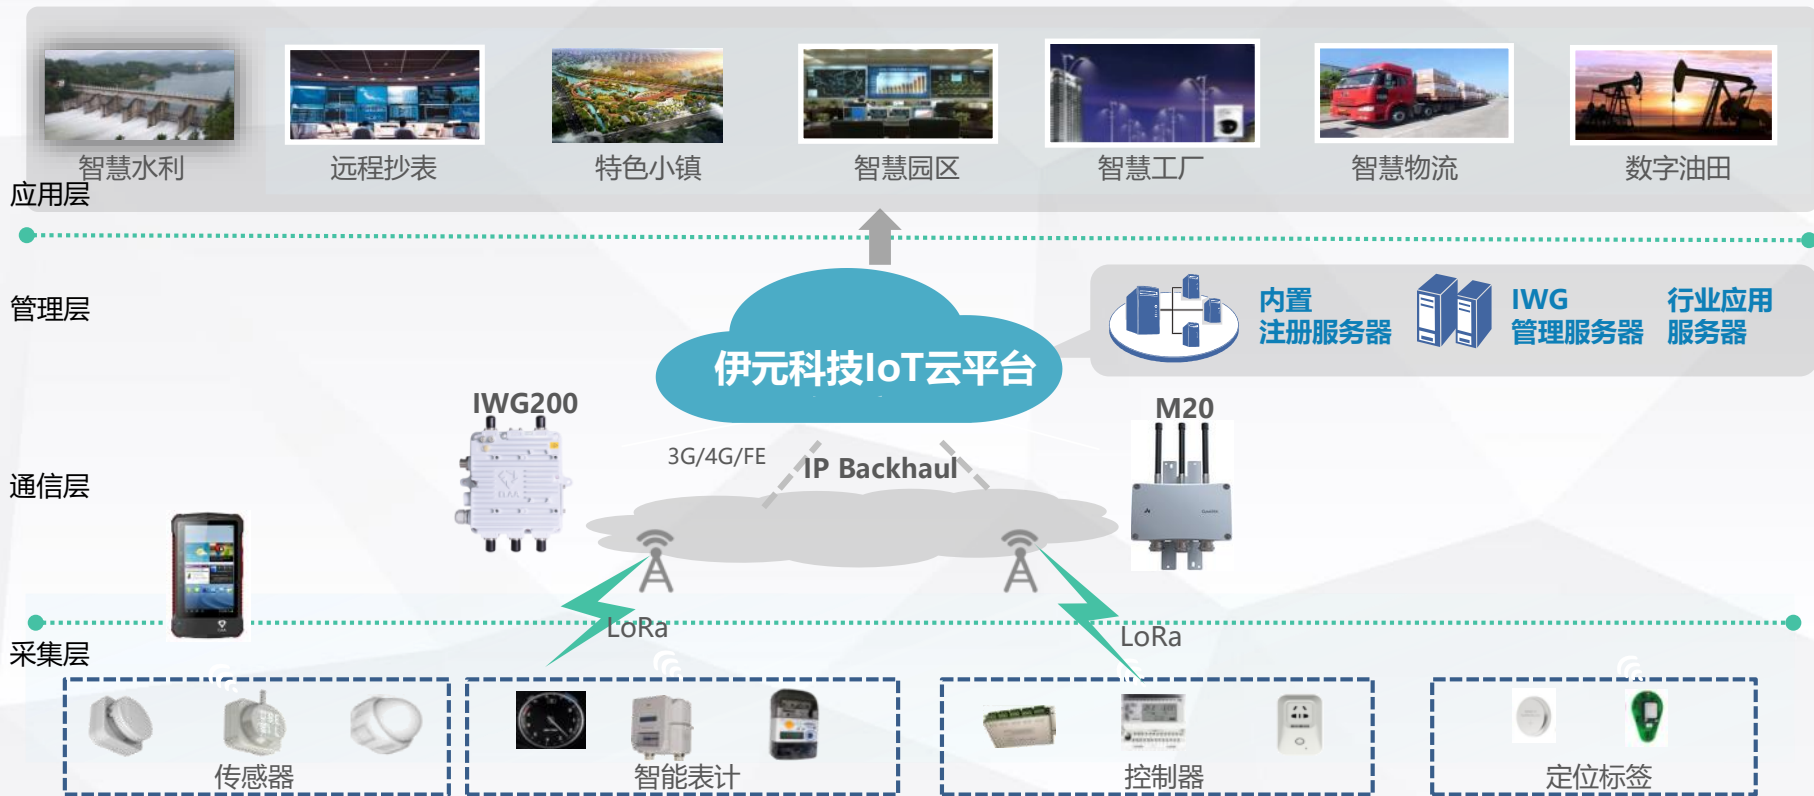 智慧水利
远程抄表
特色小镇
智慧园区
智慧工厂
智慧物流
数字油田
应用层
管理层
伊元科技IoT云平台
内置
注册服务器
IWG
管理服务器
行业应用
服务器
IWG200
M20
3G/4G/FE
IP Backhaul
通信层
LoRa
LoRa
采集层
传感器
智能表计
控制器
定位标签